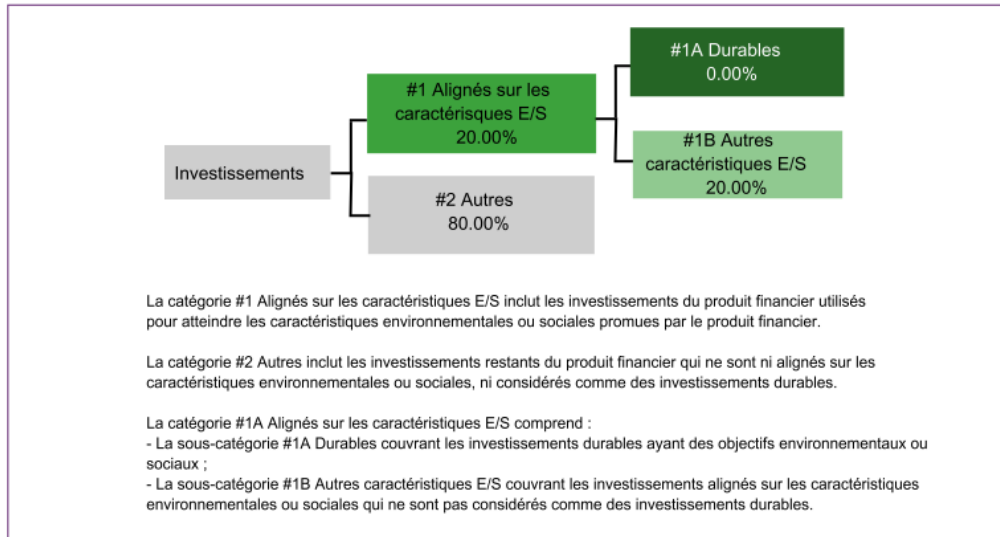 #1A Durables
0.00%
#1 Alignés sur les
caractérisques E/S
20.00%
#1B Autres
caractéristiques E/S
20.00%
Investissements
#2 Autres
80.00%
La catégorie #1 Alignés sur les caractéristiques E/S inclut les investissements du produit financier utilisés
pour atteindre les caractéristiques environnementales ou sociales promues par le produit financier.
La catégorie #2 Autres inclut les investissements restants du produit financier qui ne sont ni alignés sur les
caractéristiques environnementales ou sociales, ni considérés comme des investissements durables.
La catégorie #1A Alignés sur les caractéristiques E/S comprend :
- La sous-catégorie #1A Durables couvrant les investissements durables ayant des objectifs environnementaux ou
sociaux ;
- La sous-catégorie #1B Autres caractéristiques E/S couvrant les investissements alignés sur les caractéristiques
environnementales ou sociales qui ne sont pas considérés comme des investissements durables.